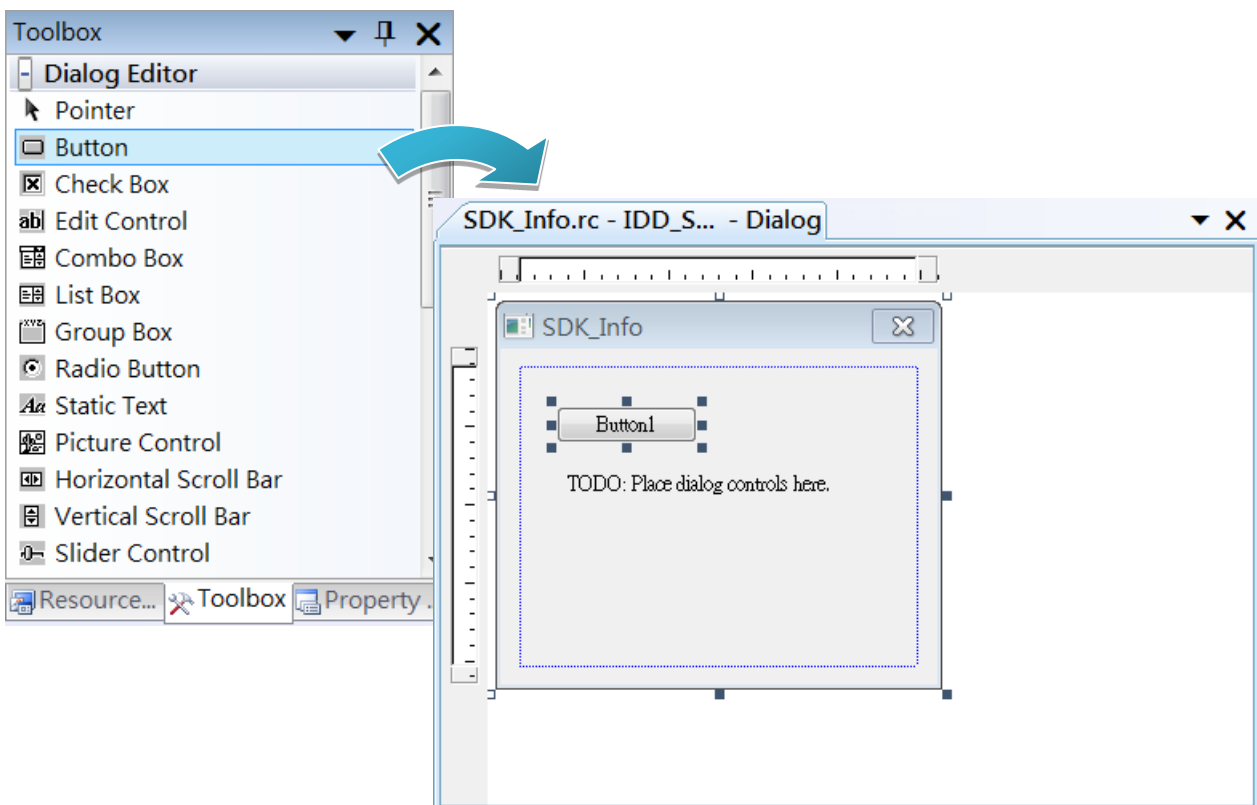 Toolbox
Dialog Editor
Pointer
Button
Check Box
Edit Control
Combo Box
List Box
Group Box
Radio Button
Static Text
Picture Control
Horizontal Scroll Bar
Vertical Scroll Bar
Slider Control
Resource... Toolbox Property .
SDK_Info.rc - IDD_S... - Dialog
SDK_Info
Button1
TODO: Place dialog controls here.